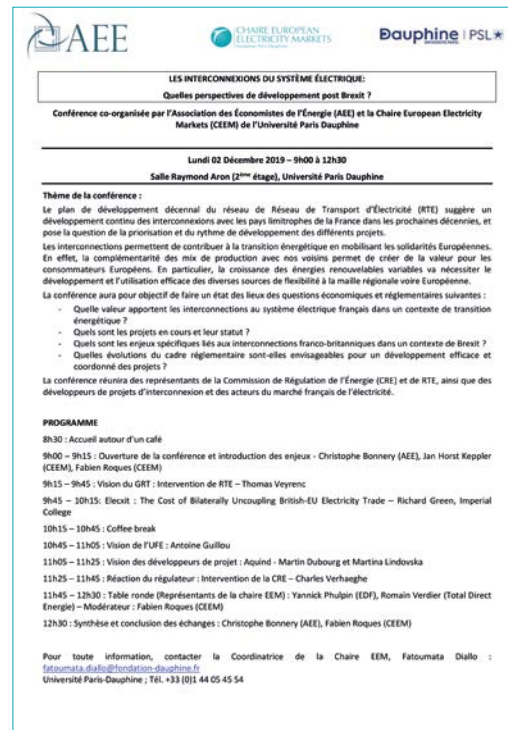 AEE
CHAIRE EUROPEAN
ELECTRICITY MARKETS
Fondation Paris-Dauphine
Dauphine | PSL
UNIVERSITÉ PARIS
LES INTERCONNEXIONS DU SYSTÈME ÉLECTRIQUE:
Quelles perspectives de développement post Brexit ?
Conférence co-organisée par l'Association des Économistes de l'Énergie (AEE) et la Chaire European Electricity
Markets (CEEM) de l'Université Paris Dauphine
Lundi 02 Décembre 2019 – 9h00 à 12h30
Salle Raymond Aron (2ème étage), Université Paris Dauphine
Thème de la conférence :
Le plan de développement décennal du réseau de Réseau de Transport d'Électricité (RTE) suggère un
développement continu des interconnexions avec les pays limitrophes de la France dans les prochaines décennies, et
pose la question de la priorisation et du rythme de développement des différents projets.
Les interconnections permettent de contribuer à la transition énergétique en mobilisant les solidarités Européennes.
En effet, la complémentarité des mix de production avec nos voisins permet de créer de la valeur pour les
consommateurs Européens. En particulier, la croissance des énergies renouvelables variables va nécessiter le
développement et l'utilisation efficace des diverses sources de flexibilité à la maille régionale voire Européenne.
La conférence aura pour objectif de faire un état des lieux des questions économiques et réglementaires suivantes :
- Quelle valeur apportent les interconnections au système électrique français dans un contexte de transition
énergétique ?
- Quels sont les projets en cours et leur statut ?
- Quels sont les enjeux spécifiques liés aux interconnections franco-britanniques dans un contexte de Brexit ?
- Quelles évolutions du cadre réglementaire sont-elles envisageables pour un développement efficace et
coordonné des projets ?
La conférence réunira des représentants de la Commission de Régulation de l'Énergie (CRE) et de RTE, ainsi que des
développeurs de projets d'interconnexion et des acteurs du marché français de l'électricité.
PROGRAMME
8h30 : Accueil autour d'un café
9h00 – 9h15 : Ouverture de la conférence et introduction des enjeux - Christophe Bonnery (AEE), Jan Horst Keppler
(CEEM), Fabien Roques (CEEM)
9h15 – 9h45 : Vision du GRT : Intervention de RTE – Thomas Veyrenc
9h45 – 10h15: Elecxit : The Cost of Bilaterally Uncoupling British-EU Electricity Trade – Richard Green, Imperial
College
10h15 – 10h45 : Coffee break
10h45 – 11h05 : Vision de l'UFE : Antoine Guillou
11h05 – 11h25 : Vision des développeurs de projet : Aquind - Martin Dubourg et Martina Lindovska
11h25 – 11h45 : Réaction du régulateur : Intervention de la CRE – Charles Verhaeghe
11h45 – 12h30 : Table ronde (Représentants de la chaire EEM) : Yannick Phulpin (EDF), Romain Verdier (Total Direct
Energie) – Modérateur : Fabien Roques (CEEM)
12h30 : Synthèse et conclusion des échanges : Christophe Bonnery (AEE), Fabien Roques (CEEM)
Pour toute information, contacter la Coordinatrice de la Chaire EEM, Fatoumata Diallo :
fatoumata.diallo@fondation-dauphine.fr
Université Paris-Dauphine ; Tél. +33 (0)1 44 05 45 54